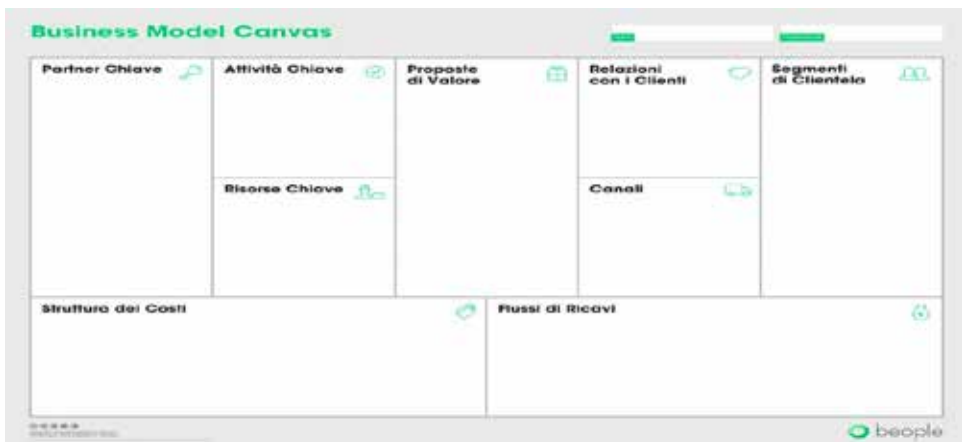 Business Model Canvas
Partner Chiave
Attività Chiave
Proposte
di Valore
Relazioni
con i Clienti
Segmenti
di Clientela
Risorse Chiave
Canali
Struttura dei Costi
Flussi di Ricavi
beople